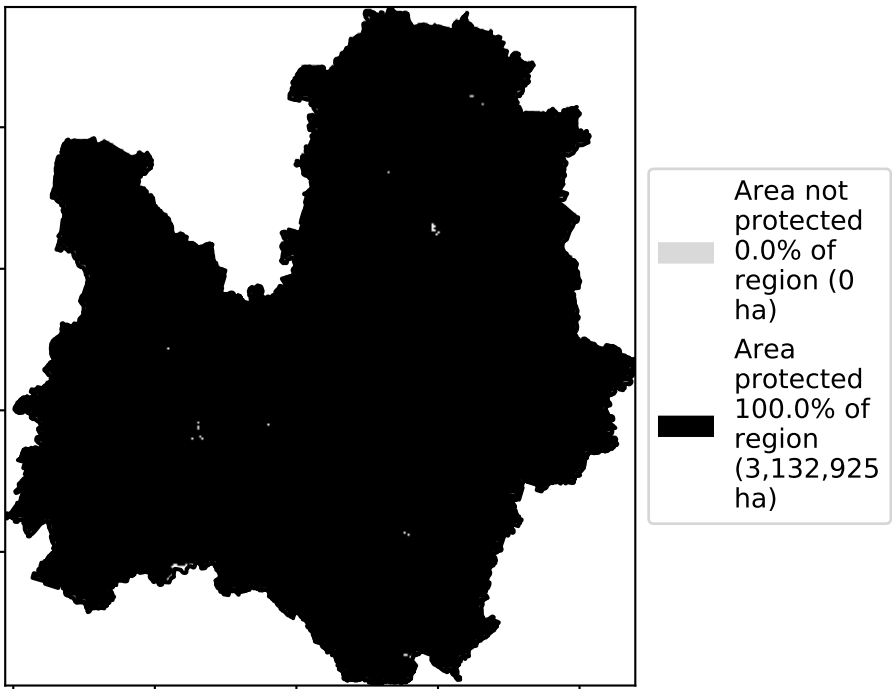 Area not
protected
0.0% of
region (0
ha)
Area
protected
100.0% of
region
(3,132,925
ha)